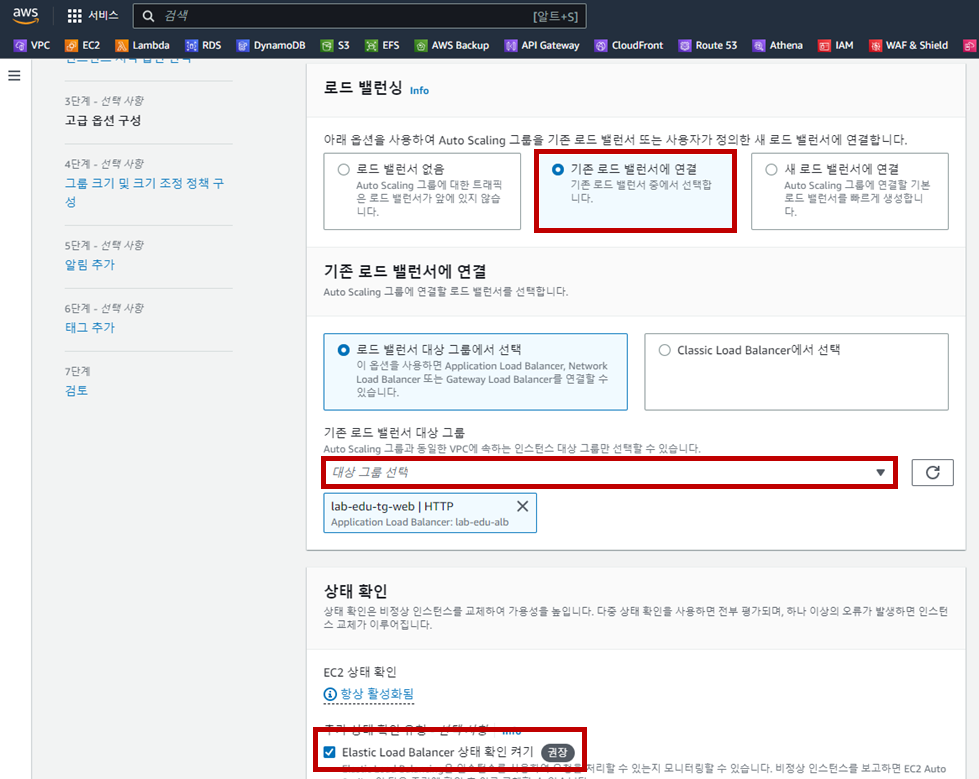 aws
서비스
검색
[알트+S]
VPC
EC2
Lambda
RDS
DynamoDB
S3
EFS
AWS Backup
API Gateway
CloudFront
Route 53
Athena
IAM
WAF & Shield
3단계 - 선택 사항
고급 옵션 구성
4단계 - 선택 사항
그룹 크기 및 크기 조정 정책 구
성
5단계 - 선택 사항
알림 추가
6단계 - 선택 사항
태그 추가
7단계
검토
로드 밸런싱 Info
아래 옵션을 사용하여 Auto Scaling 그룹을 기존 로드 밸런서 또는 사용자가 정의한 새 로드 밸런서에 연결합니다.
로드 밸런서 없음
Auto Scaling 그룹에 대한 트래픽
은 로드 밸런서가 앞에 있지 않습
니다.
기존 로드 밸런서에 연결
기존 로드 밸런서 중에서 선택합
니다.
새 로드 밸런서에 연결
Auto Scaling 그룹에 연결할 기본
로드 밸런서를 빠르게 생성합니
다.
기존 로드 밸런서에 연결
Auto Scaling 그룹에 연결할 로드 밸런서를 선택합니다.
로드 밸런서 대상 그룹에서 선택
이 옵션을 사용하면 Application Load Balancer, Network
Load Balancer 또는 Gateway Load Balancer를 연결할 수
있습니다.
Classic Load Balancer에서 선택
기존 로드 밸런서 대상 그룹
Auto Scaling 그룹과 동일한 VPC에 속하는 인스턴스 대상 그룹만 선택할 수 있습니다.
대상 그룹 선택
lab-edu-tg-web | HTTP
Application Load Balancer: lab-edu-alb
상태 확인
상태 확인은 비정상 인스턴스를 교체하여 가용성을 높입니다. 다중 상태 확인을 사용하면 전부 평가되며, 하나 이상의 오류가 발생하면 인스턴
스 교체가 이루어집니다.
EC2 상태 확인
항상 활성화됨
Elastic Load Balancer 상태 확인 켜기 권장
처리할 수 있는지 모니터링할 수 있습니다. 비정상 인스턴스를 보고하면 EC2 Auto